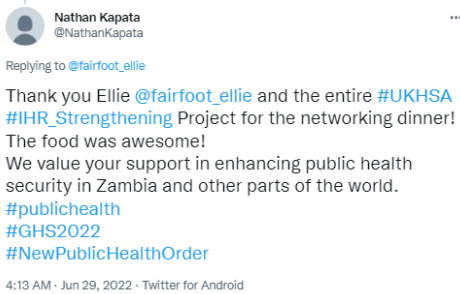 Nathan Kapata
@NathanKapata
Replying to @fairfoot_ellie
Thank you Ellie @fairfoot_ellie and the entire #UKHSA
#IHR_Strengthening Project for the networking dinner!
The food was awesome!
We value your support in enhancing public health
security in Zambia and other parts of the world.
#publichealth
#GHS2022
#NewPublicHealthOrder
4:13 AM · Jun 29, 2022 · Twitter for Android